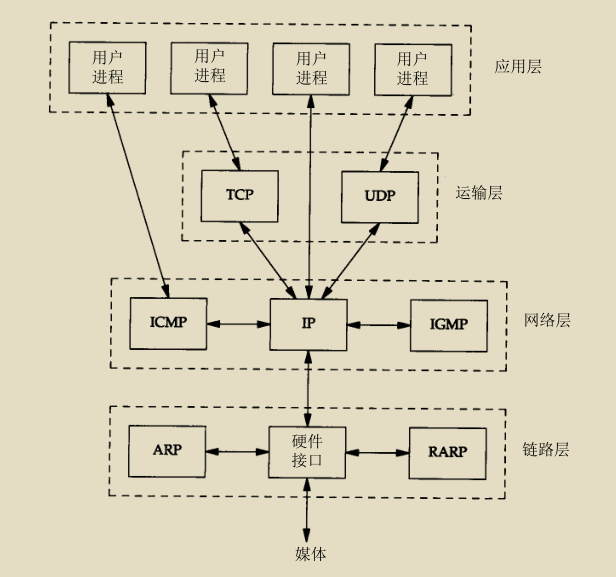 用户
进程
用户
进程
用户
进程
用户
进程
应用层
TCP
UDP
运输层
ICMP
IP
IGMP
网络层
ARP
硬件
接口
RARP
链路层
媒体